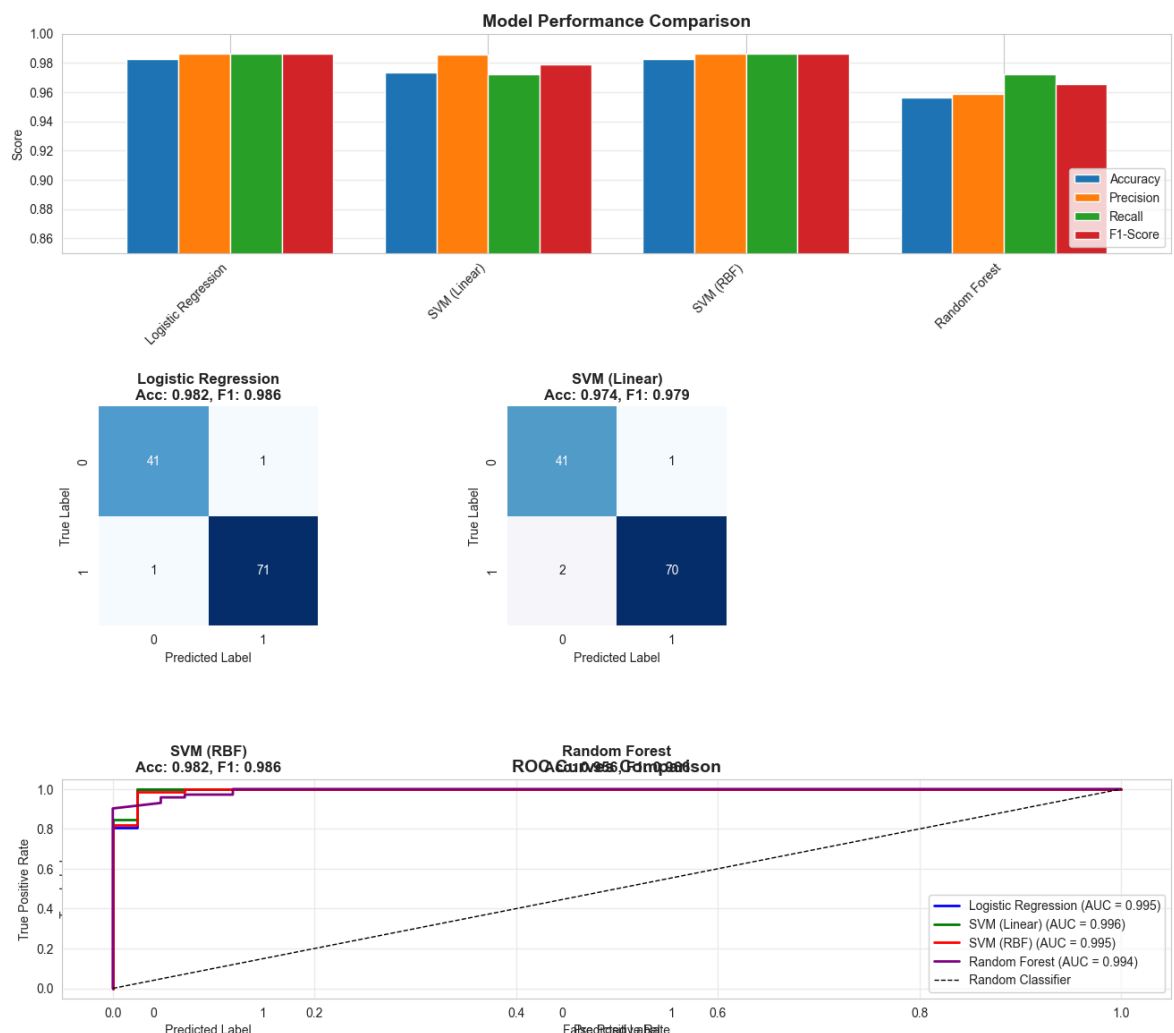 Model Performance Comparison
1.00
0.98
0.96
0.94
0.92
0.90
0.88
0.86
Score
Accuracy
Precision
Recall
F1-Score
Logistic Regression
SVM (Linear)
SVM (RBF)
Random Forest
Logistic Regression
Acc: 0.982, F1: 0.986
41 1
1 71
0
1
True Label
0 1
Predicted Label
SVM (Linear)
Acc: 0.974, F1: 0.979
41 1
2 70
0
1
True Label
0 1
Predicted Label
SVM (RBF)
Acc: 0.982, F1: 0.986
Random Forest
ROC Curves Comparison
1.0
0.8
0.6
0.4
0.2
0.0
True Positive Rate
Logistic Regression (AUC = 0.995)
SVM (Linear) (AUC = 0.996)
SVM (RBF) (AUC = 0.995)
Random Forest (AUC = 0.994)
Random Classifier
0.0 0 1 0.2 0.4 0 1 0.6 0.8 1.0
Predicted Label